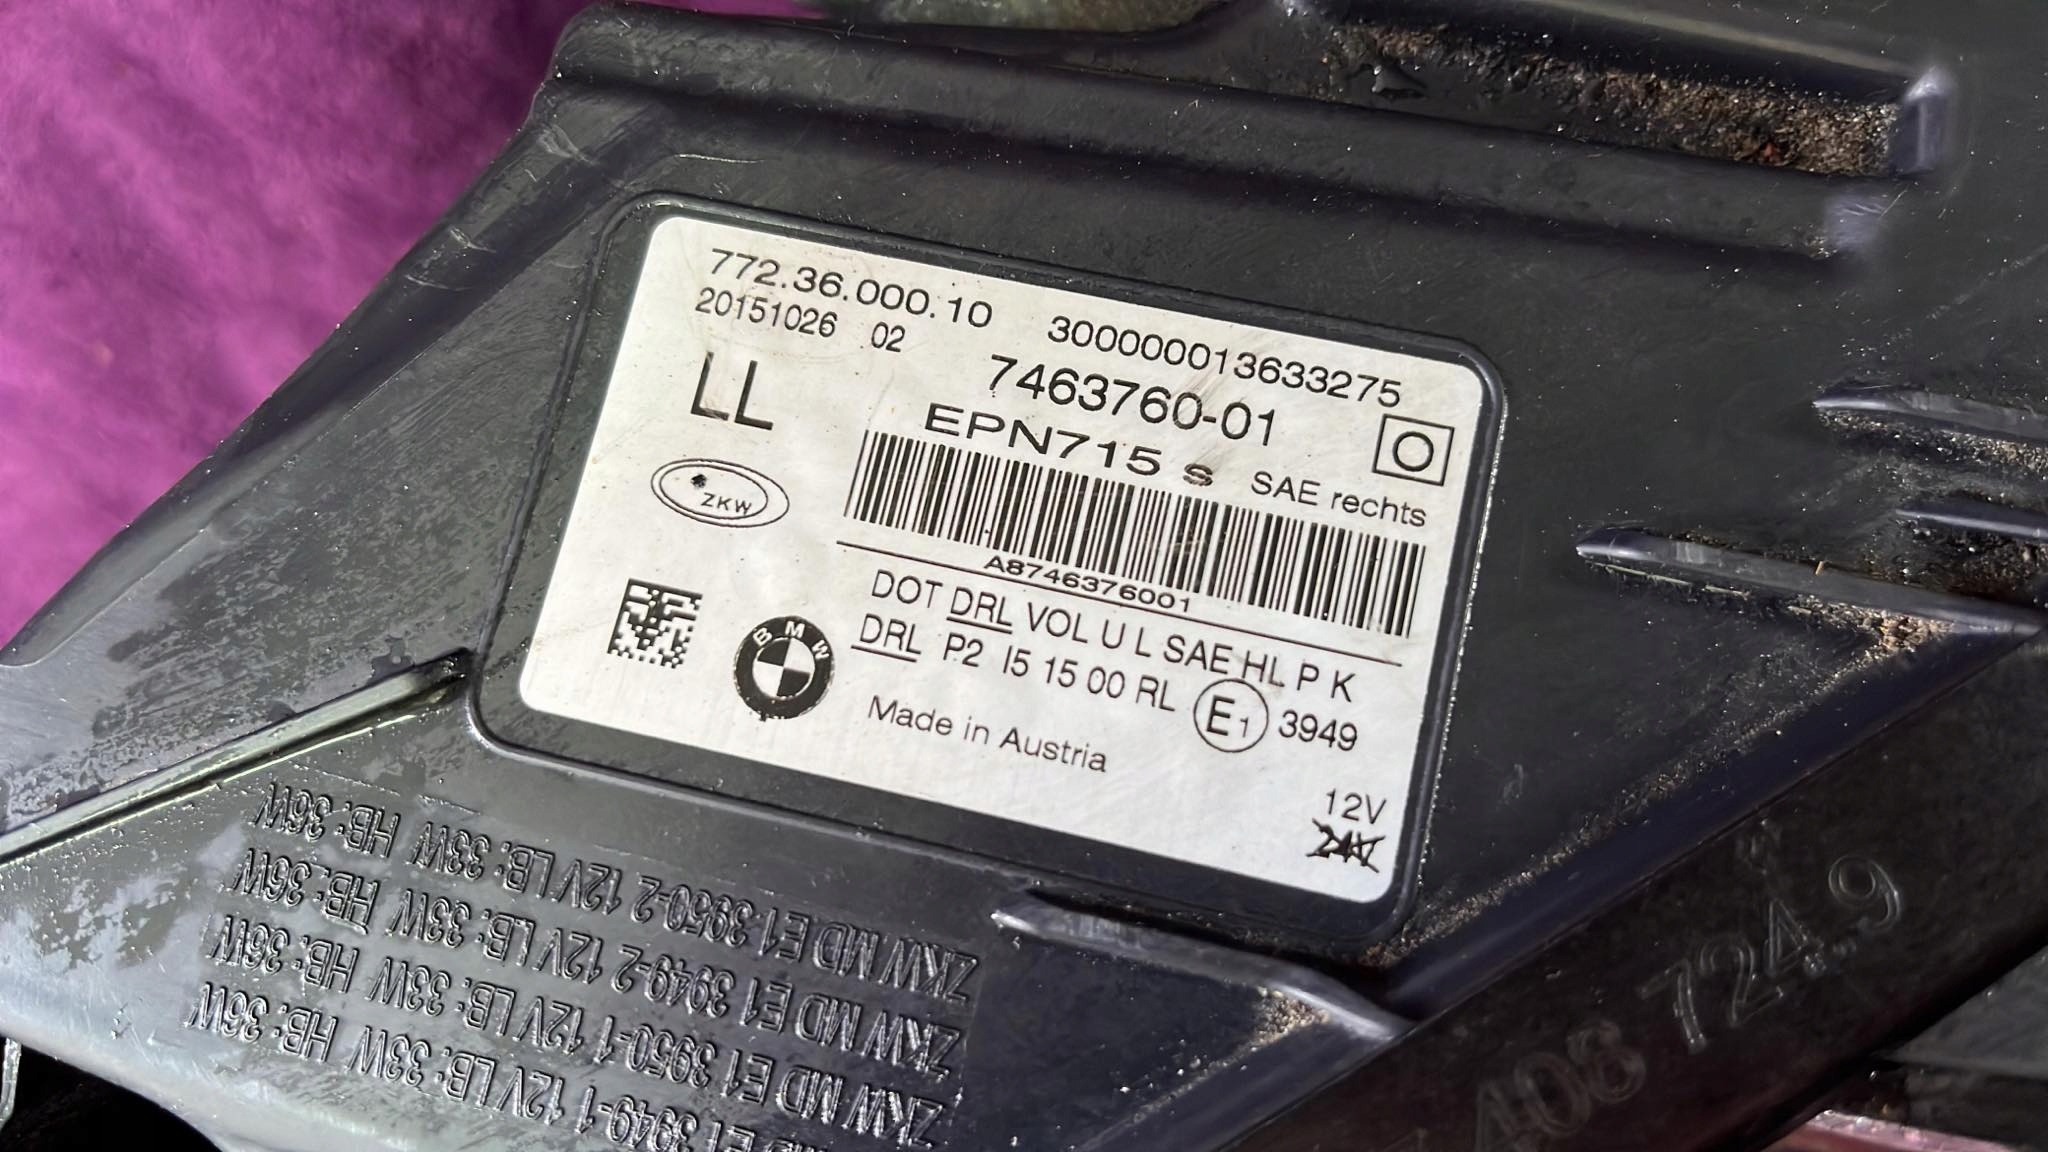 772.36.000.10 30000001363275
20151026 02
7463760-01
LL
EPN715 S SAE rechts
O
ZKW
A8746376001
DOT DRL VOL U L SAE HL P K
DRL P2 I5 15 00 RL E1 3949
BMW
Made in Austria
12V
24V
ZKW MD E1 3950-2 12V LB: 33W HB: 36W
ZKW MD E1 3949-2 12V LB: 33W HB: 36W
ZKW MD E1 3950-1 12V LB: 33W HB: 36W
MD E1 3949-1 12V LB: 33W HB: 36W
408 724.9